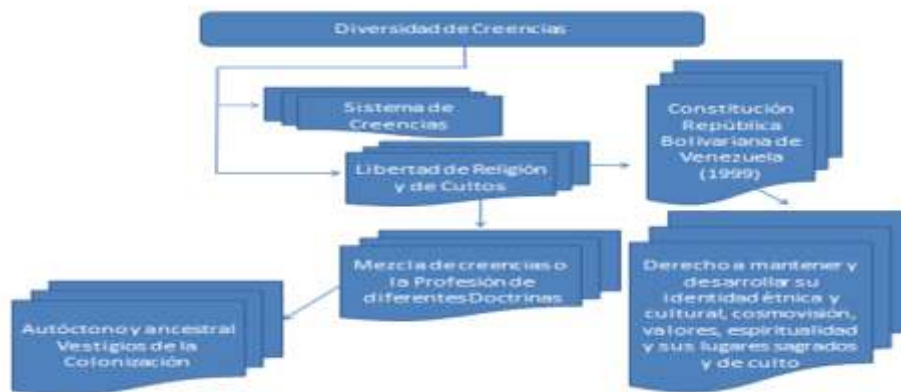 Diversidad de Creencias
Sistema de
Creencias
Libertad de Religión
y de Cultos
Constitución
República
Bolivariana de
Venezuela
(1999)
Mezcla de creencias o
la Profesión de
diferentes Doctrinas
Derecho a mantener y
desarrollar su
identidad étnica y
cultural, cosmovisión,
valores, espiritualidad
y sus lugares sagrados
y de culto
Autóctono y ancestral
Vestigios de la
Colonización